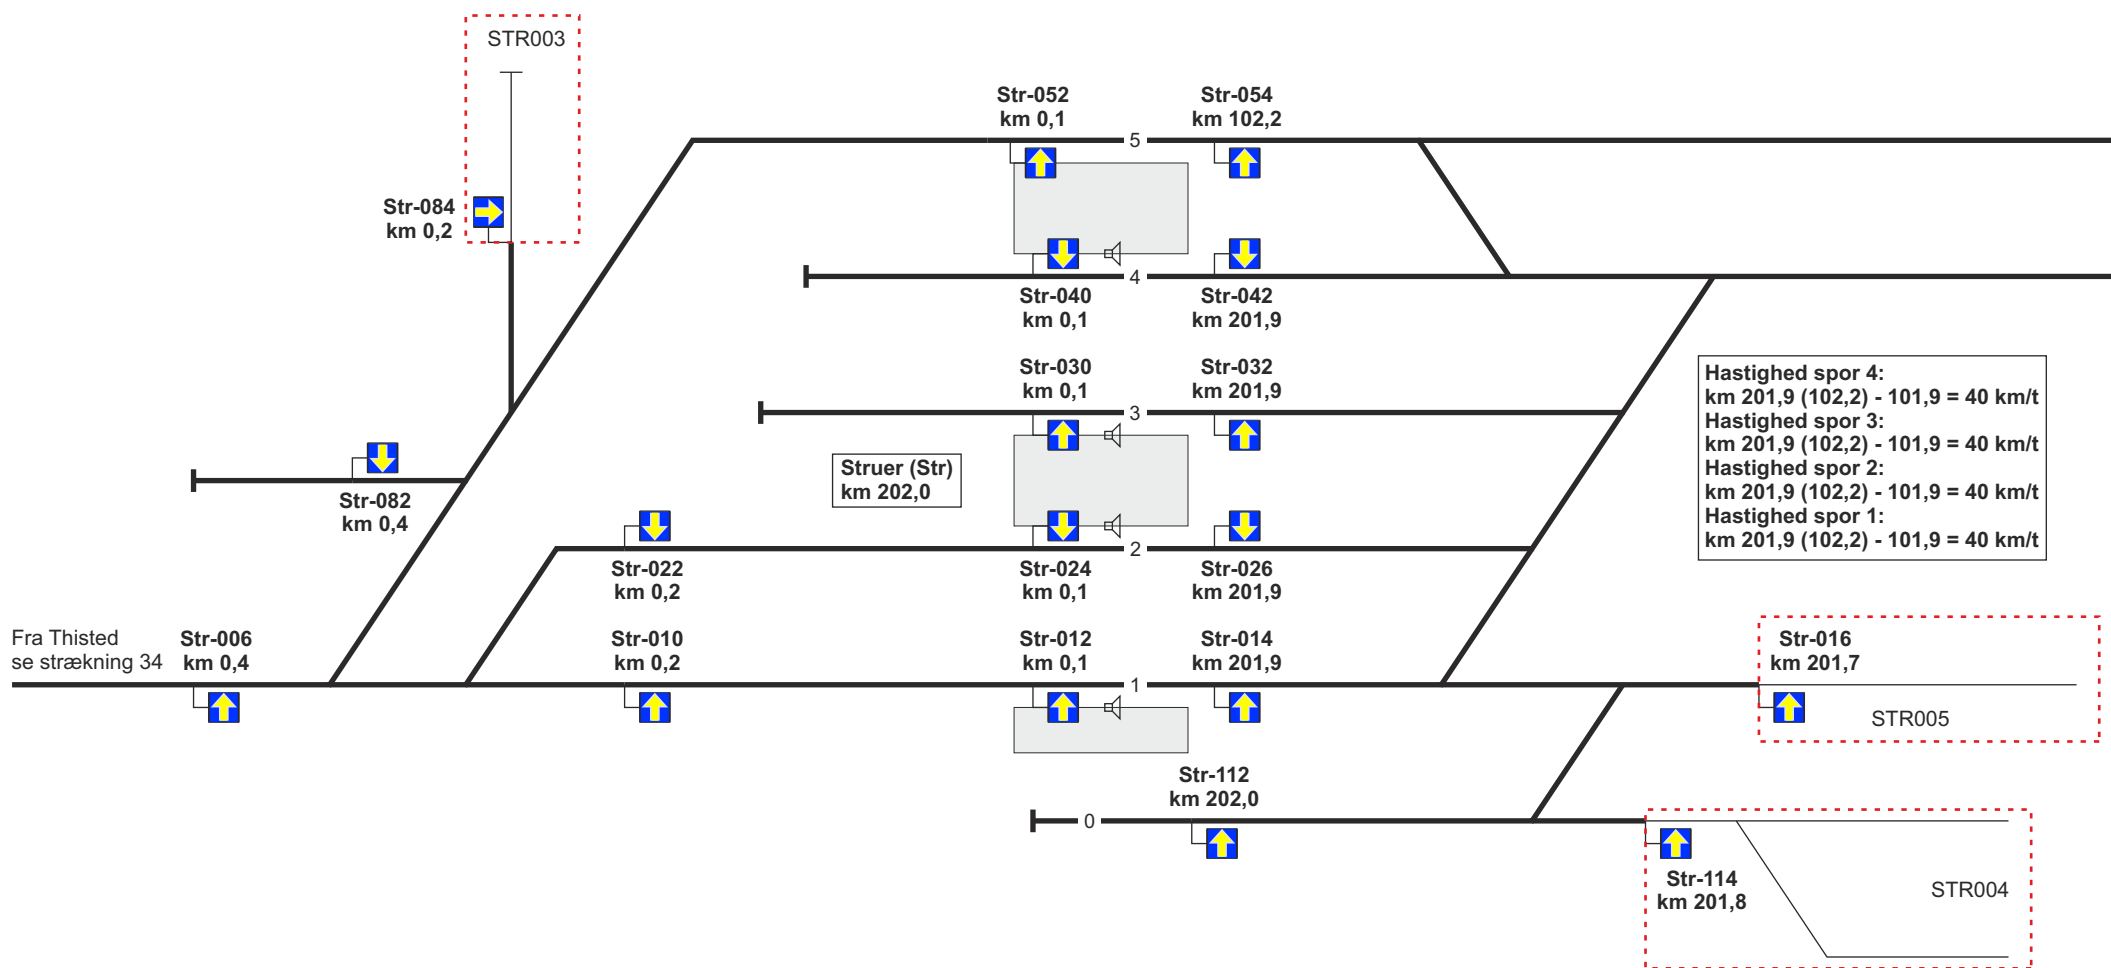 STR003
Str-052
km 0,1
Str-054
km 102,2
5
Str-084
km 0,2
4
Str-040
km 0,1
Str-042
km 201,9
Str-030
km 0,1
Str-032
km 201,9
3
Hastighed spor 4:
km 201,9 (102,2) - 101,9 = 40 km/t
Hastighed spor 3:
km 201,9 (102,2) - 101,9 = 40 km/t
Hastighed spor 2:
km 201,9 (102,2) - 101,9 = 40 km/t
Hastighed spor 1:
km 201,9 (102,2) - 101,9 = 40 km/t
Struer (Str)
km 202,0
Str-082
km 0,4
2
Str-022
km 0,2
Str-024
km 0,1
Str-026
km 201,9
Fra Thisted
se strækning 34
Str-006
km 0,4
Str-010
km 0,2
Str-012
km 0,1
Str-014
km 201,9
Str-016
km 201,7
1
STR005
Str-112
km 202,0
0
Str-114
km 201,8
STR004